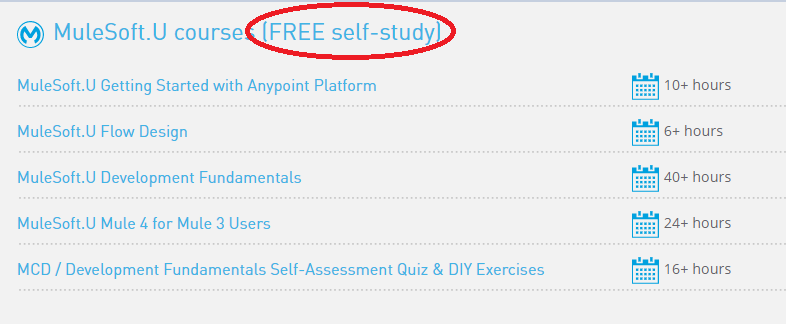 MuleSoft.U courses (FREE self-study)
MuleSoft.U Getting Started with Anypoint Platform 10+ hours
MuleSoft.U Flow Design 6+ hours
MuleSoft.U Development Fundamentals 40+ hours
MuleSoft.U Mule 4 for Mule 3 Users 24+ hours
MCD / Development Fundamentals Self-Assessment Quiz & DIY Exercises 16+ hours